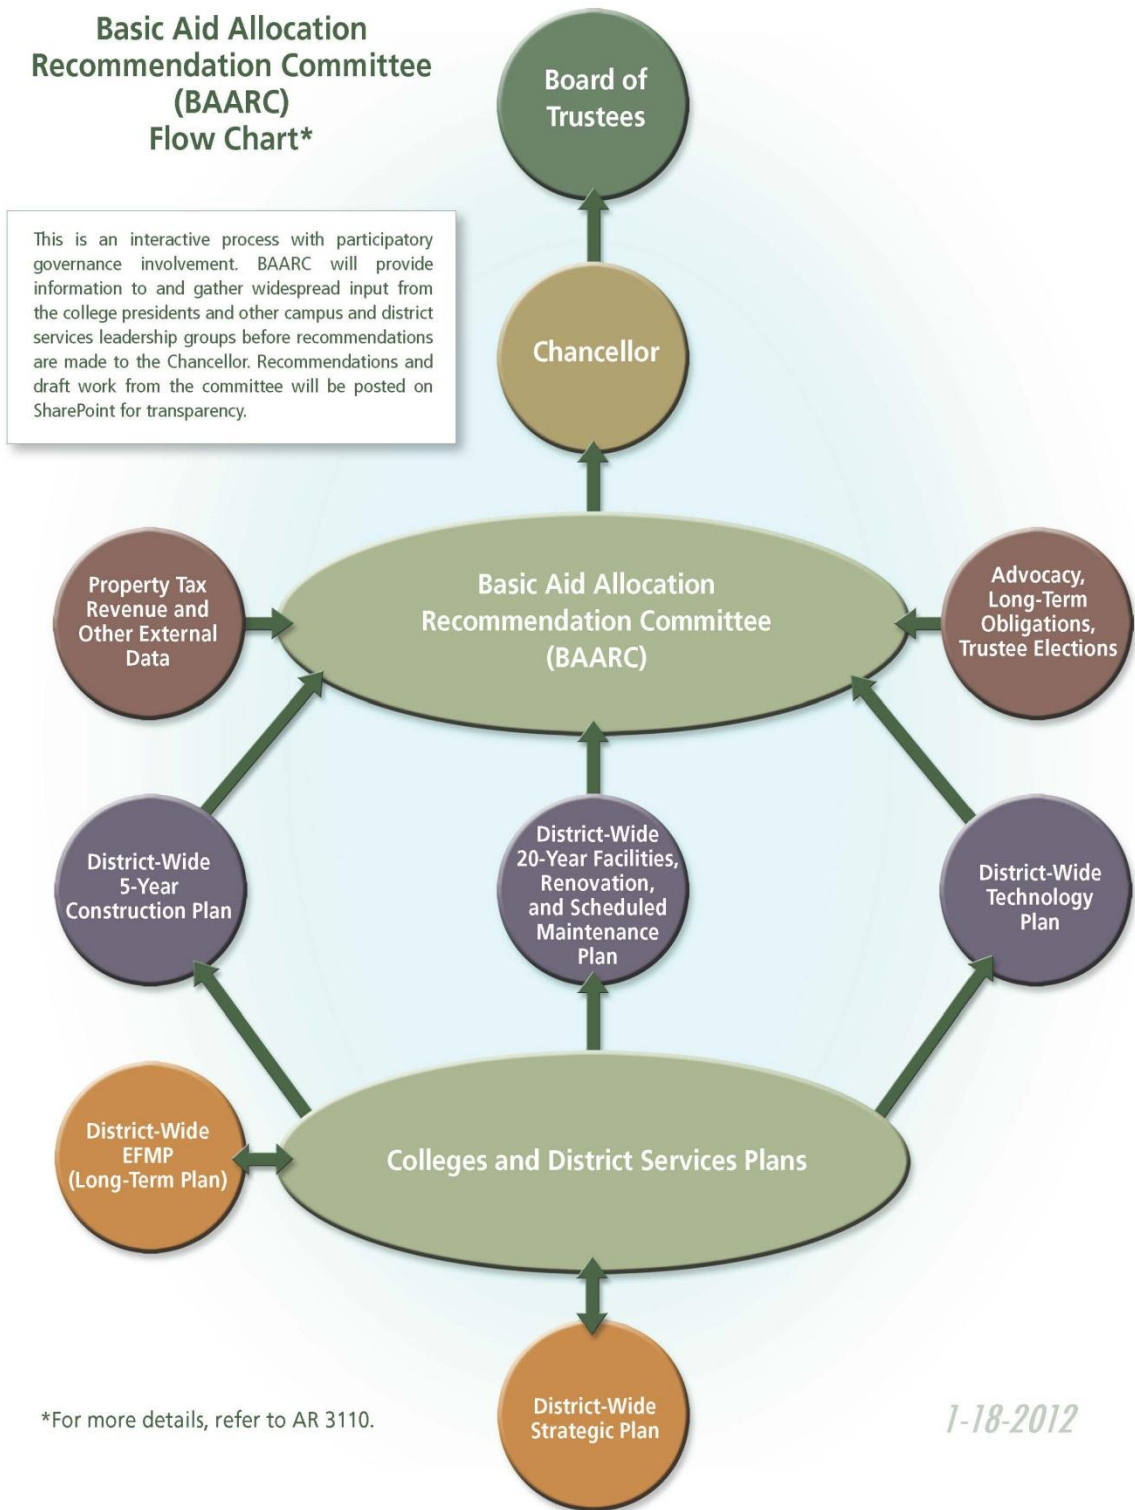 Basic Aid Allocation
Recommendation Committee
(BAARC)
Flow Chart*
Board of
Trustees
This is an interactive process with participatory
governance involvement. BAARC will provide
information to and gather widespread input from
the college presidents and other campus and district
services leadership groups before recommendations
are made to the Chancellor. Recommendations and
draft work from the committee will be posted on
SharePoint for transparency.
Chancellor
Property Tax
Revenue and
Other External
Data
Basic Aid Allocation
Recommendation Committee
(BAARC)
Advocacy,
Long-Term
Obligations,
Trustee Elections
District-Wide
5-Year
Construction Plan
District-Wide
20-Year Facilities,
Renovation,
and Scheduled
Maintenance
Plan
District-Wide
Technology
Plan
District-Wide
EFMP
(Long-Term Plan)
Colleges and District Services Plans
District-Wide
Strategic Plan
*For more details, refer to AR 3110.
1-18-2012